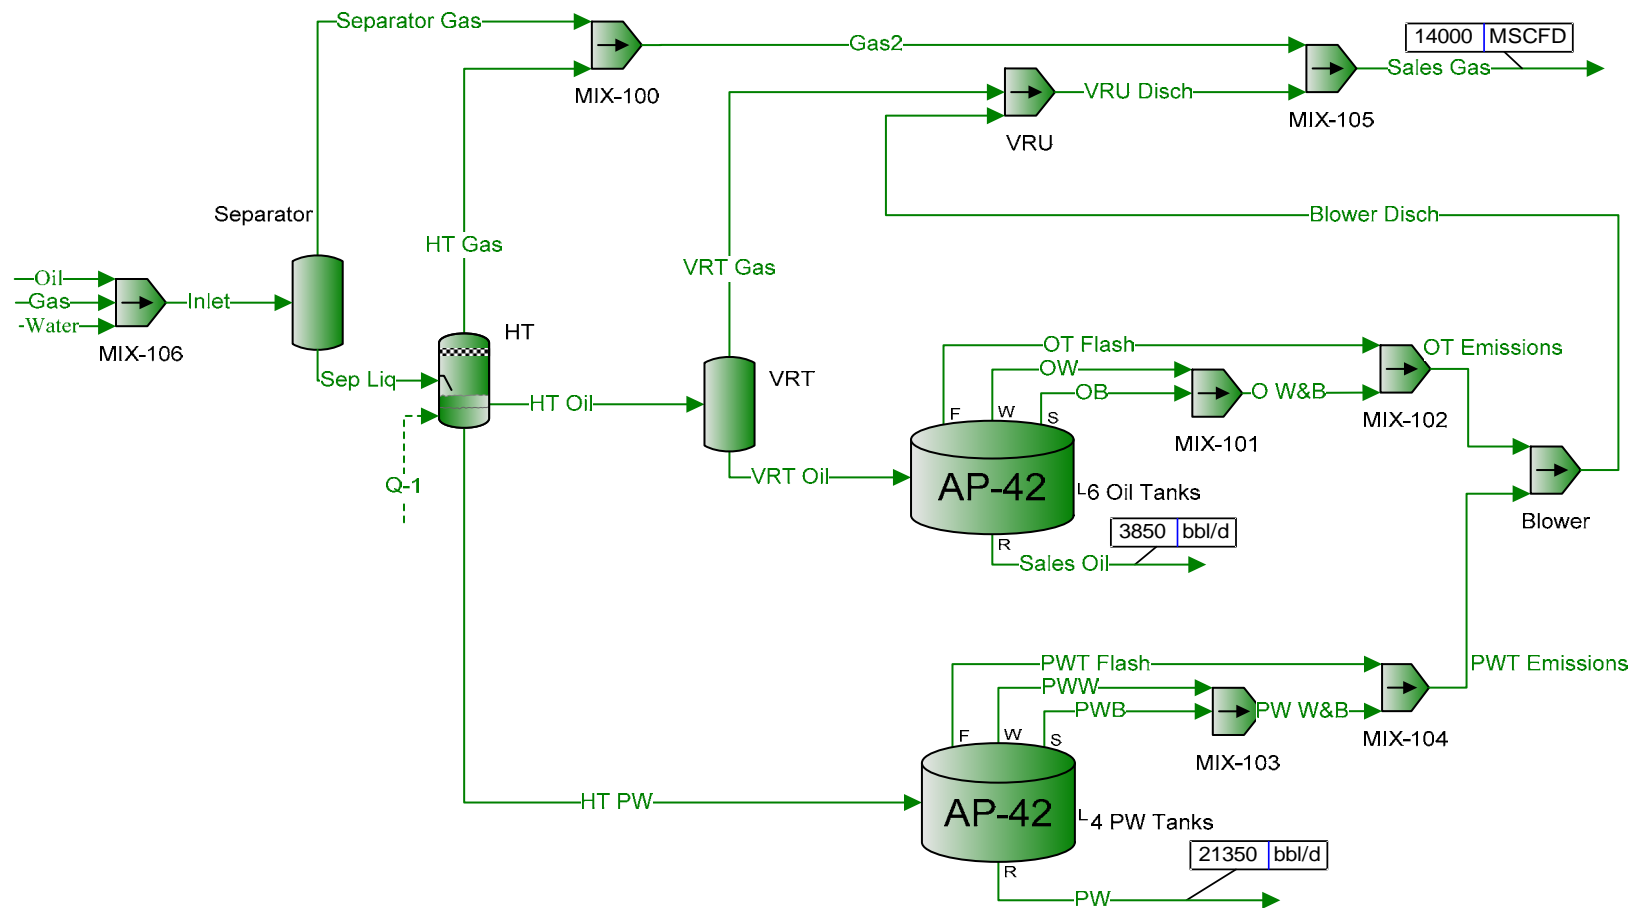 Separator Gas
14000 MSCFD
Gas2
Sales Gas
MIX-100
VRU Disch
MIX-105
VRU
Separator
Blower Disch
HT Gas
VRT Gas
Oil
Gas
Inlet
Water
MIX-106
HT
OT Flash
OT Emissions
OW
Sep Liq
VRT
OB
O W&B
HT Oil
F
W
S
MIX-102
MIX-101
Q-1
VRT Oil
AP-42
6 Oil Tanks
Blower
3850 bbl/d
R
Sales Oil
PWT Flash
PWT Emissions
PWW
PWB
PW W&B
F
W
S
MIX-104
MIX-103
HT PW
AP-42
4 PW Tanks
21350 bbl/d
R
PW